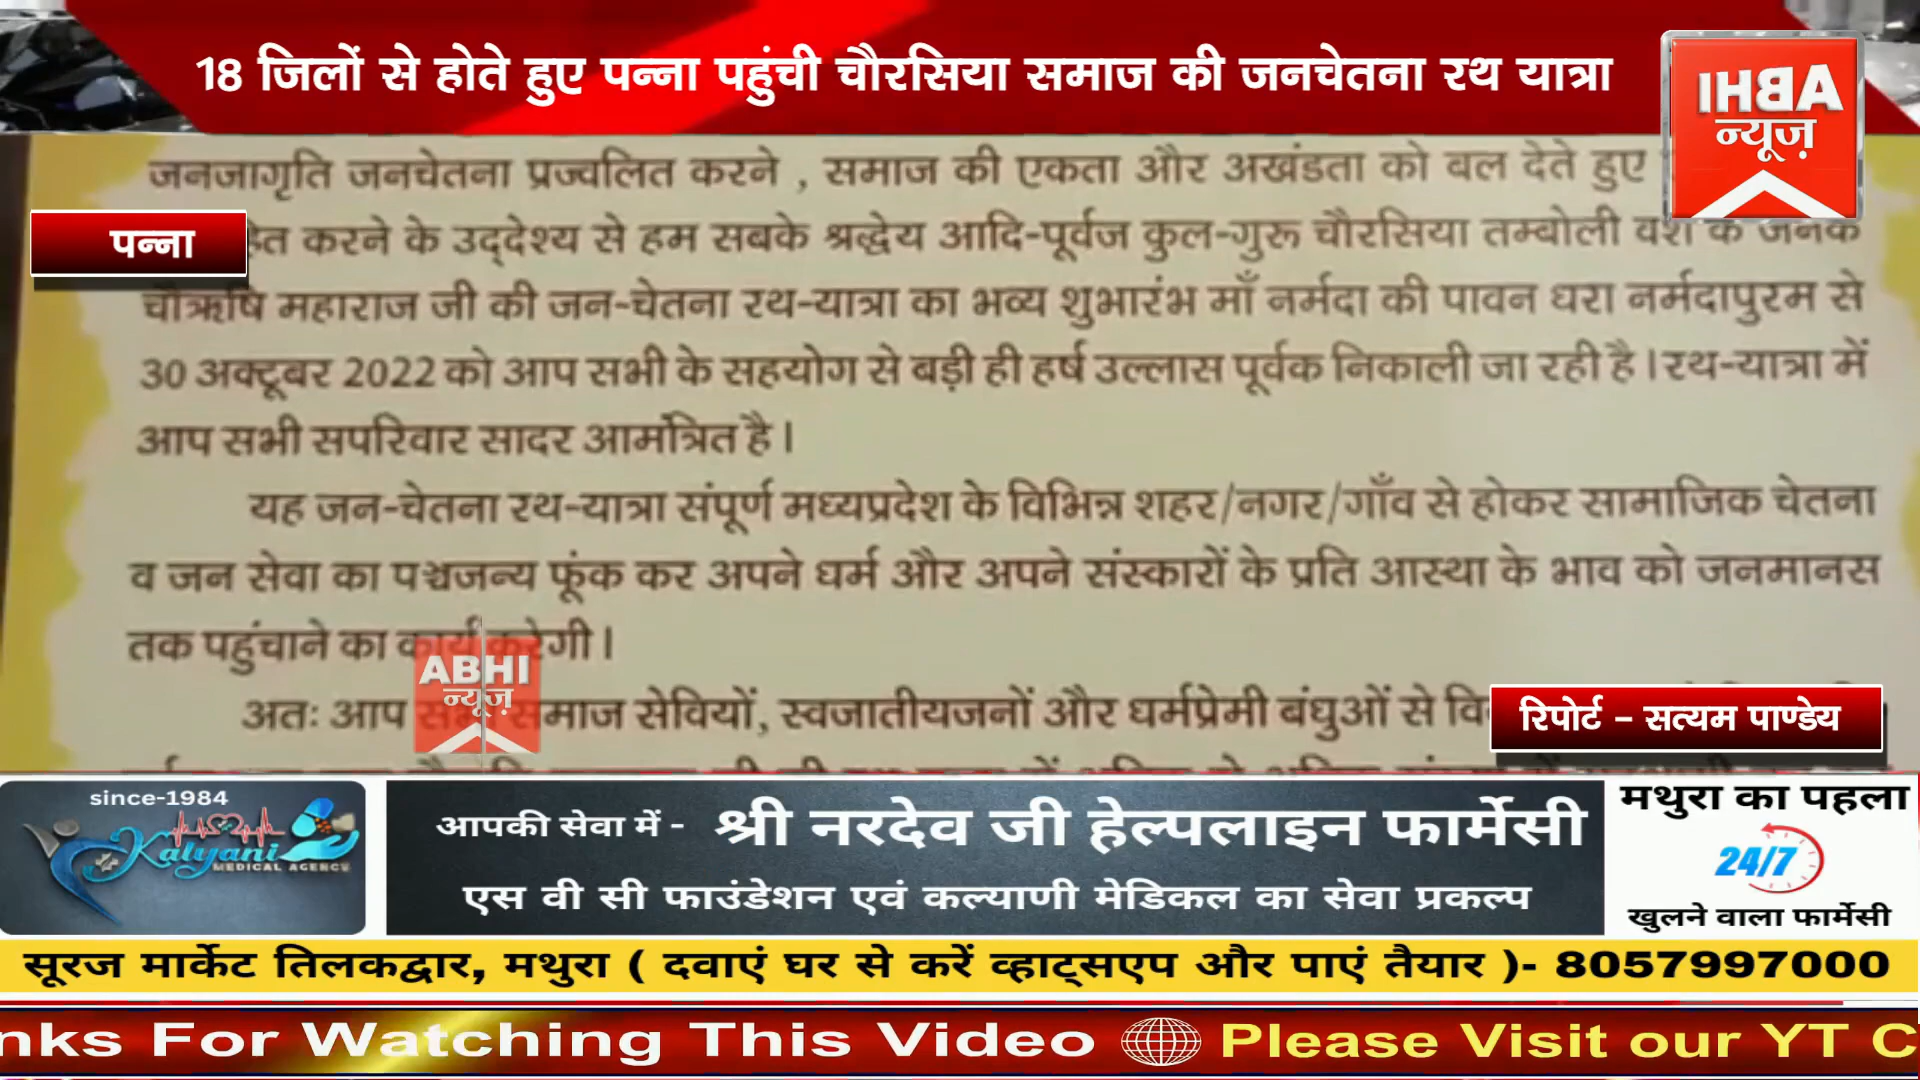 18 जिलों से होते हुए पन्ना पहुंची चौरसिया समाज की जनचेतना रथ यात्रा
ABHI
न्यूज़
जनजागृति जनचेतना प्रज्वलित करने , समाज की एकता और अखंडता को बल देते हुए
पन्ना
करने के उद्देश्य से हम सबके श्रद्धेय आदि-पूर्वज कुल-गुरू चौरसिया तम्बोली वंश के जनक
चौऋषि महाराज जी की जन-चेतना रथ-यात्रा का भव्य शुभारंभ माँ नर्मदा की पावन धरा नर्मदापुरम से
30 अक्टूबर 2022 को आप सभी के सहयोग से बड़ी ही हर्ष उल्लास पूर्वक निकाली जा रही है । रथ-यात्रा में
आप सभी सपरिवार सादर आमंत्रित है ।
यह जन-चेतना रथ-यात्रा संपूर्ण मध्यप्रदेश के विभिन्न शहर/नगर/गाँव से होकर सामाजिक चेतना
व जन सेवा का पञ्चजन्य फूंक कर अपने धर्म और अपने संस्कारों के प्रति आस्था के भाव को जनमानस
तक पहुंचाने का कार्य करेगी ।
ABHI
न्यूज़
अतः आप सभी समाज सेवियों, स्वजातीयजनों और धर्मप्रेमी बंधुओं से
रिपोर्ट – सत्यम पाण्डेय
since-1984
Kalyani
MEDICAL AGENCY
आपकी सेवा में - श्री नरदेव जी हेल्पलाइन फार्मेसी
एस वी सी फाउंडेशन एवं कल्याणी मेडिकल का सेवा प्रकल्प
मथुरा का पहला
24/7
खुलने वाला फार्मेसी
सूरज मार्केट तिलकद्वार, मथुरा ( दवाएं घर से करें व्हाट्सएप और पाएं तैयार )- 8057997000
nks For Watching This Video Please Visit our YT C